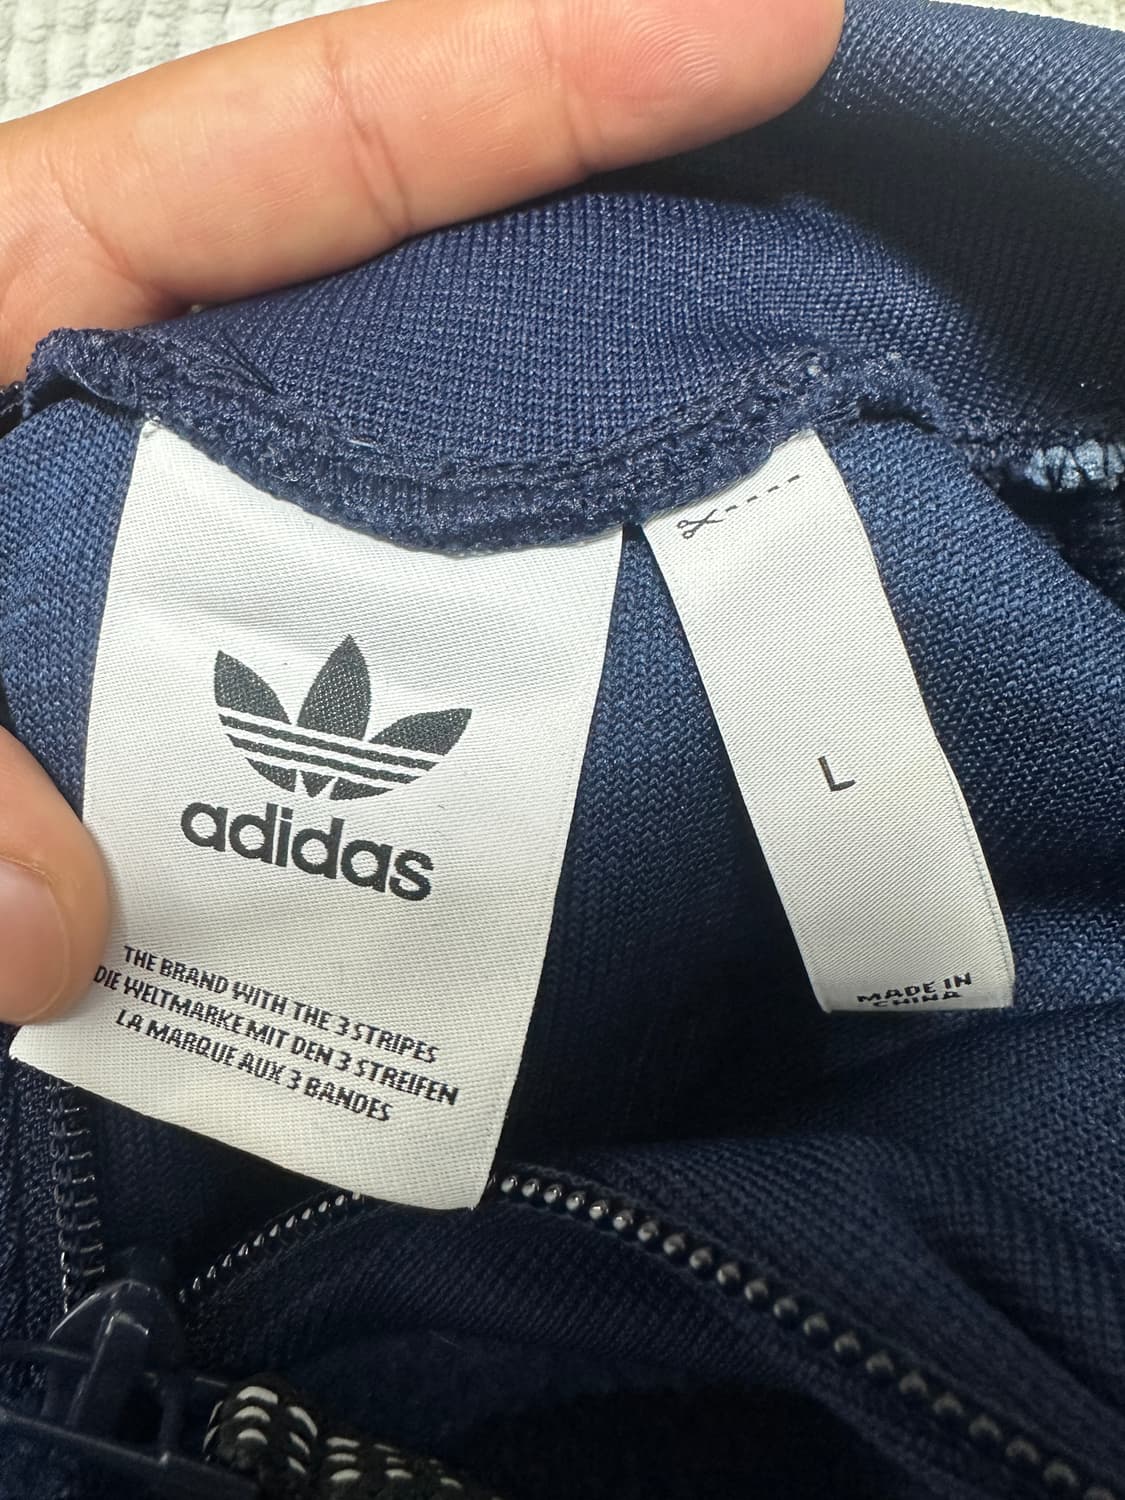 adidas
THE BRAND WITH THE 3 STRIPES
DIE WELTMARKE MIT DEN 3 STREIFEN
LA MARQUE AUX 3 BANDES
L
MADE IN
CHINA